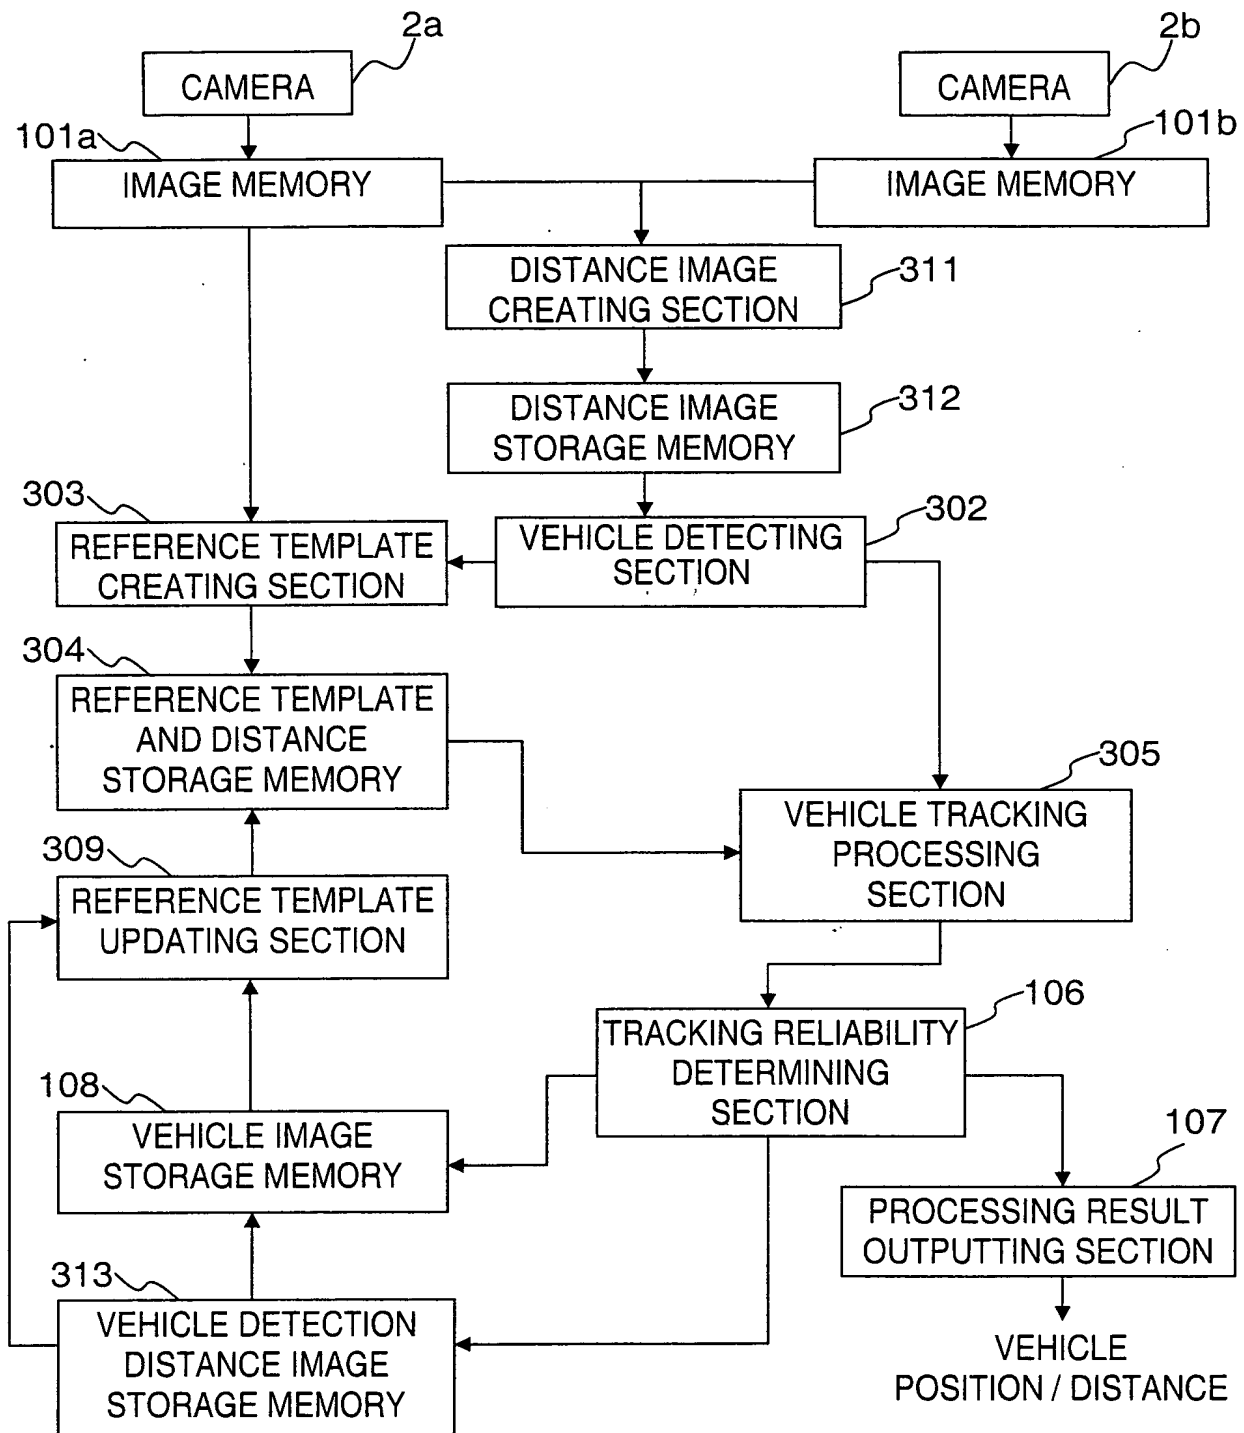 2a
2b
CAMERA
CAMERA
101a
101b
IMAGE MEMORY
IMAGE MEMORY
DISTANCE IMAGE
CREATING SECTION
311
DISTANCE IMAGE
STORAGE MEMORY
312
303
REFERENCE TEMPLATE
CREATING SECTION
VEHICLE DETECTING
SECTION
302
304
REFERENCE TEMPLATE
AND DISTANCE
STORAGE MEMORY
305
VEHICLE TRACKING
PROCESSING
SECTION
309
REFERENCE TEMPLATE
UPDATING SECTION
106
TRACKING RELIABILITY
DETERMINING
SECTION
108
VEHICLE IMAGE
STORAGE MEMORY
107
PROCESSING RESULT
OUTPUTTING SECTION
313
VEHICLE DETECTION
DISTANCE IMAGE
STORAGE MEMORY
VEHICLE
POSITION / DISTANCE